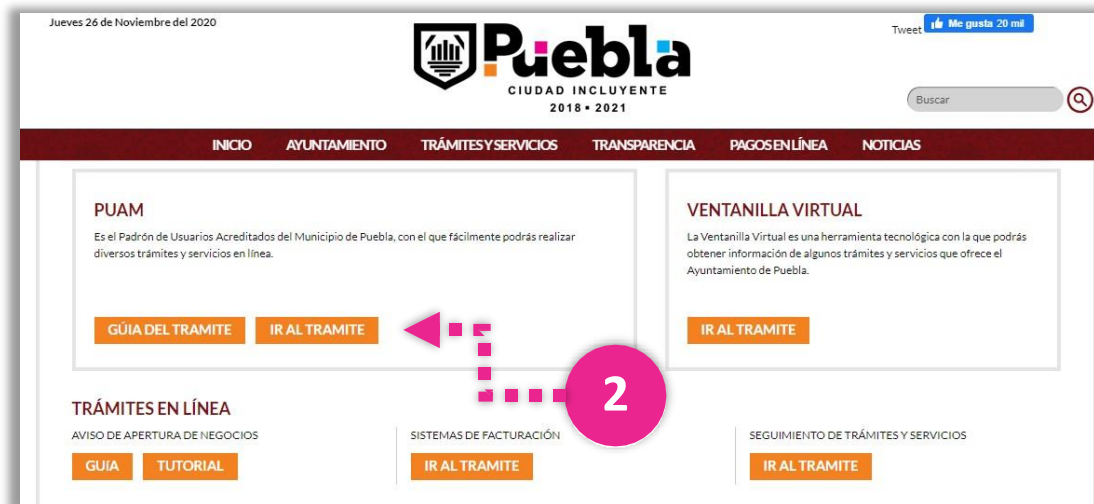 Jueves 26 de Noviembre del 2020
Puebla
CIUDAD INCLUYENTE
2018 ▪ 2021
Tweet
Me gusta 20 mil
Buscar
INICIO AYUNTAMIENTO TRÁMITES Y SERVICIOS TRANSPARENCIA PAGOS EN LÍNEA NOTICIAS
PUAM
Es el Padrón de Usuarios Acreditados del Municipio de Puebla, con el que fácilmente podrás realizar
diversos trámites y servicios en línea.
GÚIA DEL TRAMITE IR AL TRAMITE
VENTANILLA VIRTUAL
La Ventanilla Virtual es una herramienta tecnológica con la que podrás
obtener información de algunos trámites y servicios que ofrece el
Ayuntamiento de Puebla.
IR AL TRAMITE
2
TRÁMITES EN LÍNEA
AVISO DE APERTURA DE NEGOCIOS
GUIA TUTORIAL
SISTEMAS DE FACTURACIÓN
IR AL TRAMITE
SEGUIMIENTO DE TRÁMITES Y SERVICIOS
IR AL TRAMITE